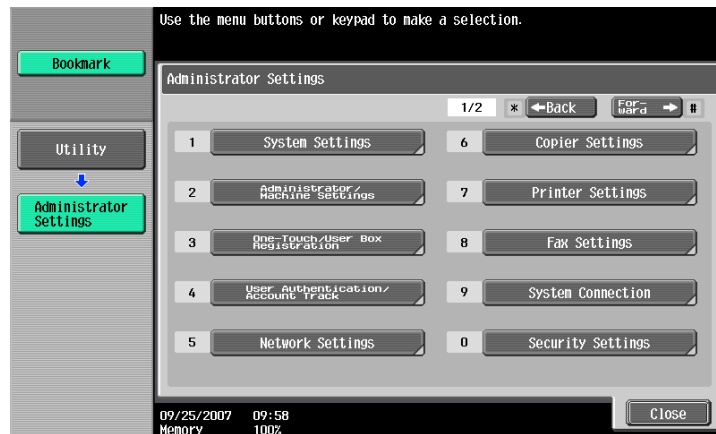 Use the menu buttons or keypad to make a selection.
Bookmark
Administrator Settings
1/2 * ←Back For-
ward → #
Utility
Administrator
Settings
1 System Settings
2 Administrator/
Machine Settings
3 One-Touch/User Box
Registration
4 User Authentication/
Account Track
5 Network Settings
6 Copier Settings
7 Printer Settings
8 Fax Settings
9 System Connection
0 Security Settings
09/25/2007 09:58
Memory 100%
Close